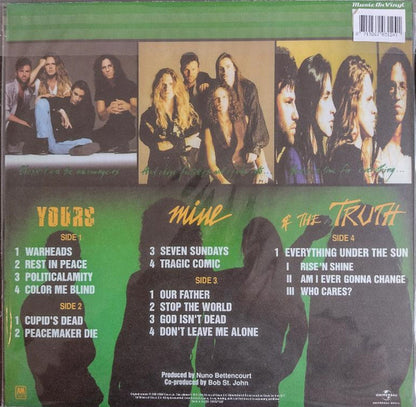 Music On Vinyl
YOURS
SIDE 1
1 WARHEADS
2 REST IN PEACE
3 POLITICALAMITY
4 COLOR ME BLIND
SIDE 2
1 CUPID'S DEAD
2 PEACEMAKER DIE
mine
3 SEVEN SUNDAYS
4 TRAGIC COMIC
SIDE 3
1 OUR FATHER
2 STOP THE WORLD
3 GOD ISN'T DEAD
4 DON'T LEAVE ME ALONE
& THE TRUTH
SIDE 4
1 EVERYTHING UNDER THE SUN
I RISE'N SHINE
II AM I EVER GONNA CHANGE
III WHO CARES?
Produced by Nuno Bettencourt
Co-produced by Bob St. John
A&M
UNIVERSAL